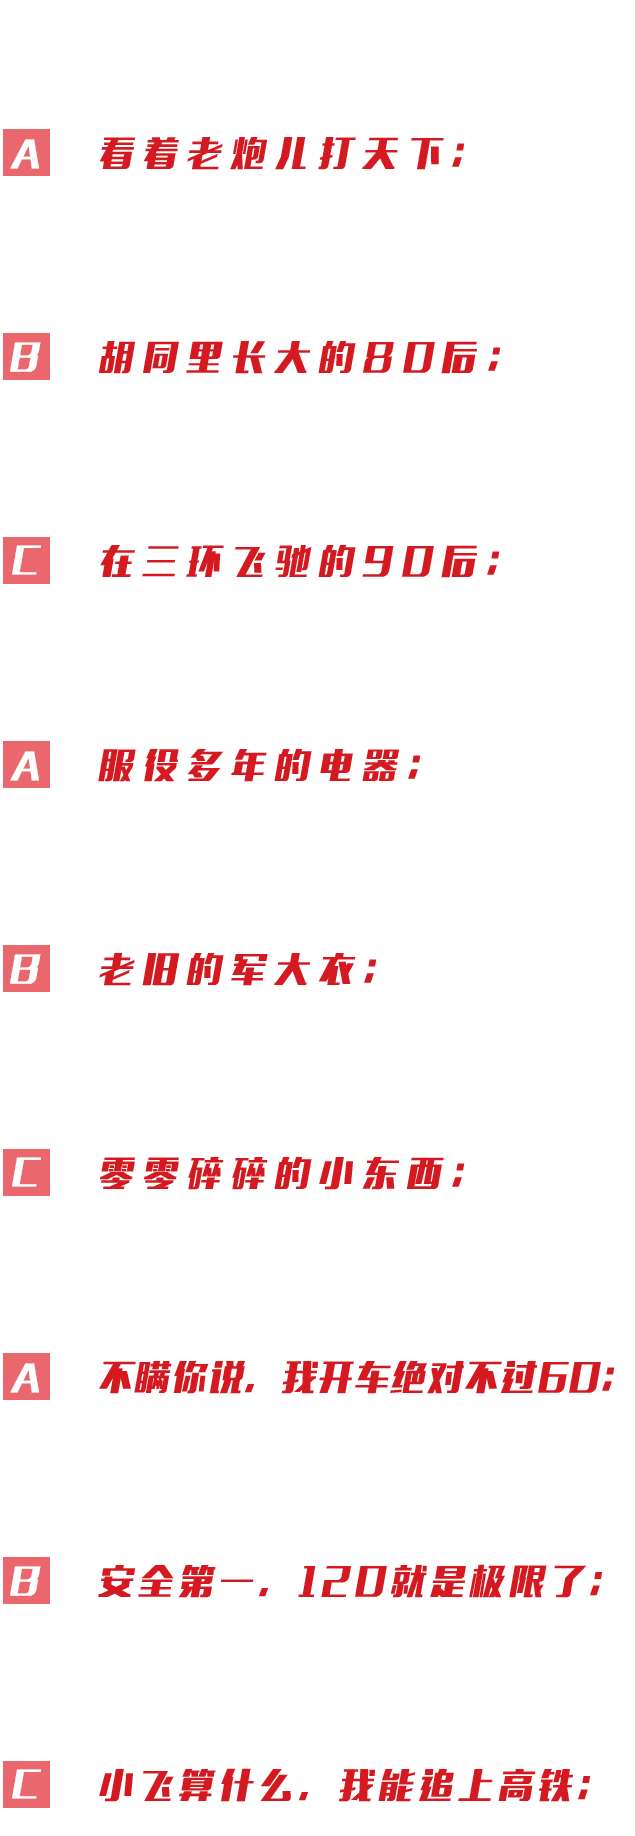 A 看着老炮儿打天下;
B 胡同里长大的80后;
C 在三环飞驰的90后;
A 服役多年的电器;
B 老旧的军大衣;
C 零零碎碎的小东西;
A 不瞒你说, 我开车绝对不过60;
B 安全第一, 120就是极限了;
C 小飞算什么, 我能追上高铁;